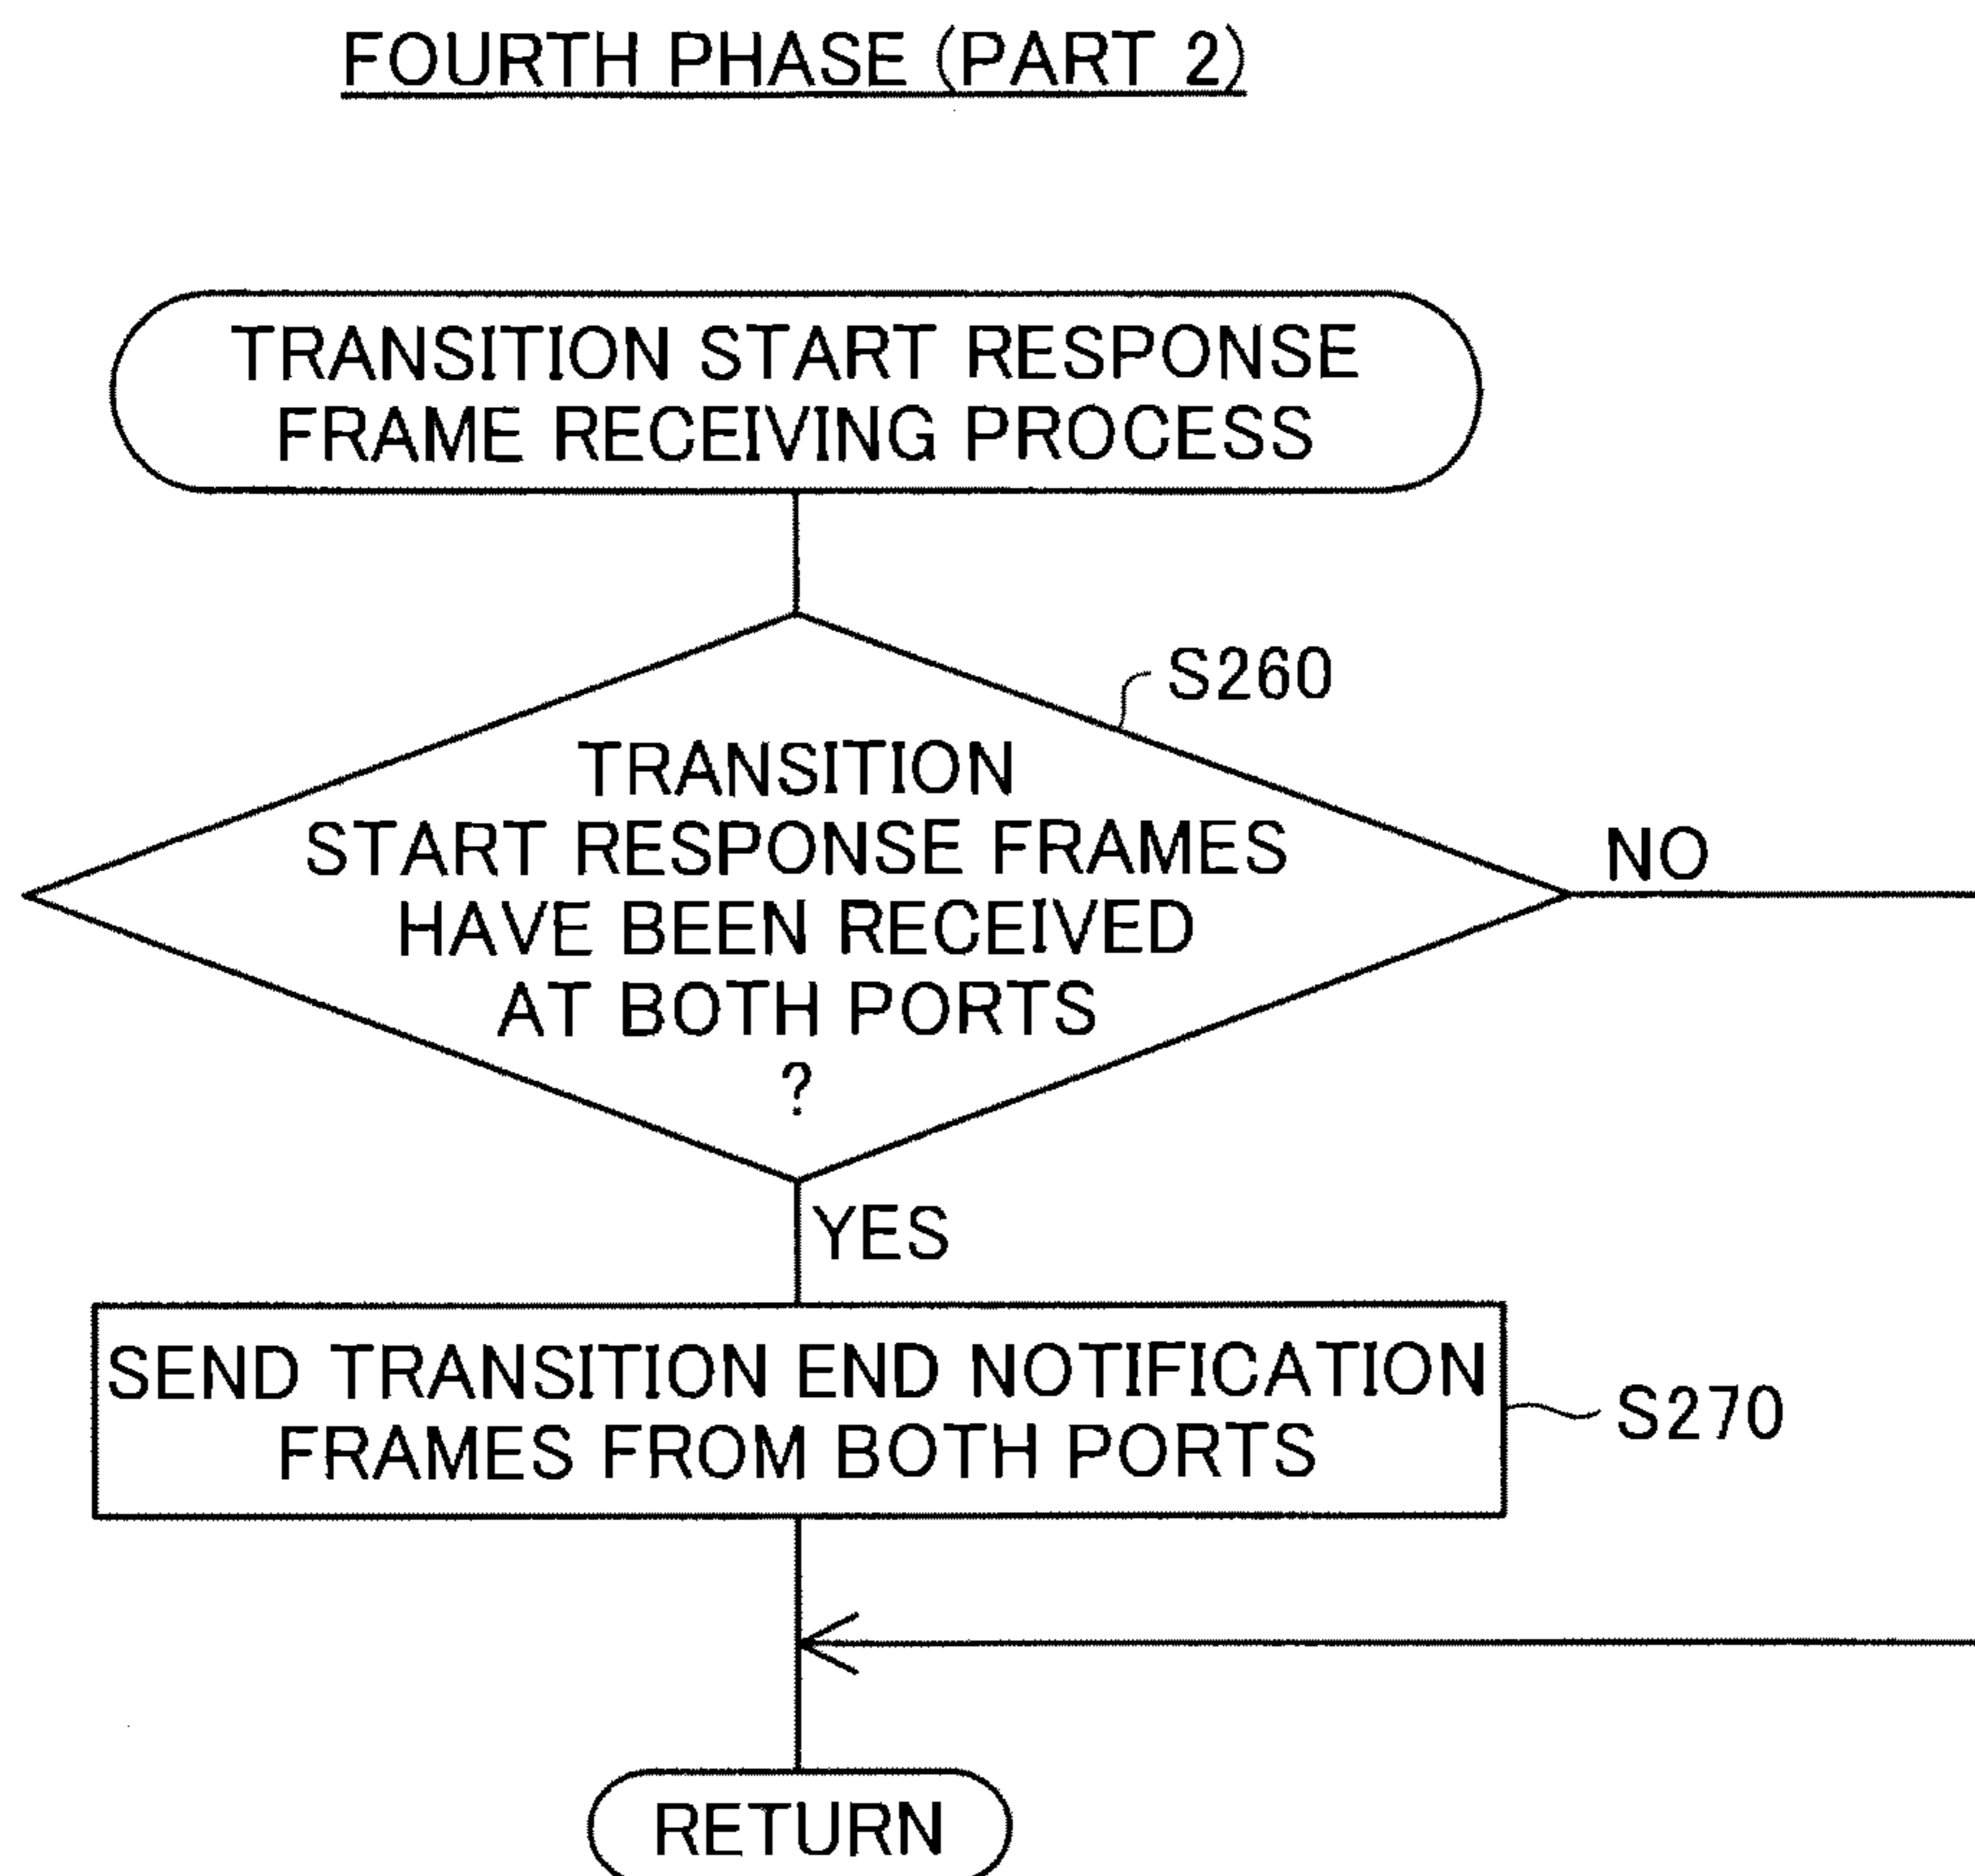 FOURTH PHASE (PART 2)
TRANSITION START RESPONSE
FRAME RECEIVING PROCESS
S260
TRANSITION
START RESPONSE FRAMES
HAVE BEEN RECEIVED
AT BOTH PORTS
?
NO
YES
SEND TRANSITION END NOTIFICATION
FRAMES FROM BOTH PORTS
S270
RETURN